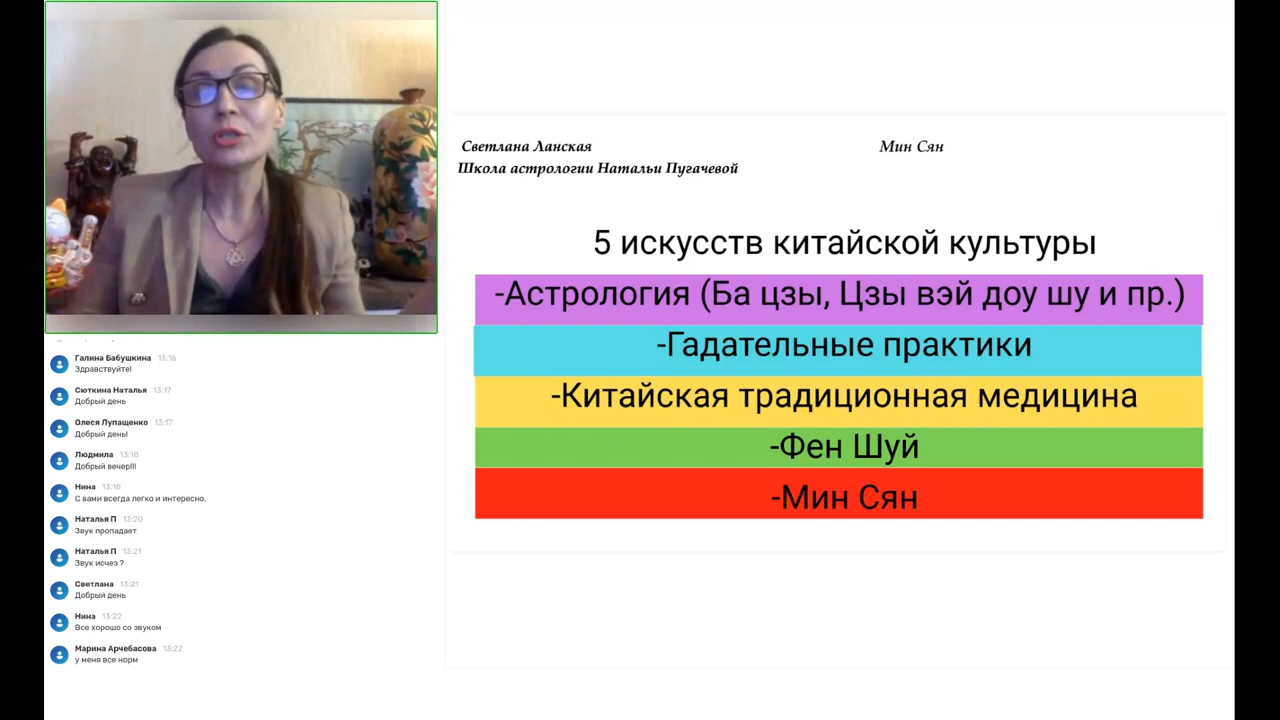 Светлана Ланская
Мин Сян
Школа астрологии Натальи Пугачевой
5 искусств китайской культуры
-Астрология (Ба цзы, Цзы вэй доу шу и пр.)
-Гадательные практики
-Китайская традиционная медицина
-Фен Шуй
-Мин Сян
Галина Бабушкина 13:16
Здравствуйте!
Сюткина Наталья 13:17
Добрый день
Олеся Лупащенко 13:17
Добрый день!
Людмила 13:18
Добрый вечер!!!
Нина 13:18
С вами всегда легко и интересно.
Наталья П 13:20
Звук пропадает
Наталья П 13:21
Звук исчез ?
Светлана 13:21
Добрый день
Нина 13:22
Все хорошо со звуком
Марина Арчебасова 13:22
у меня все норм